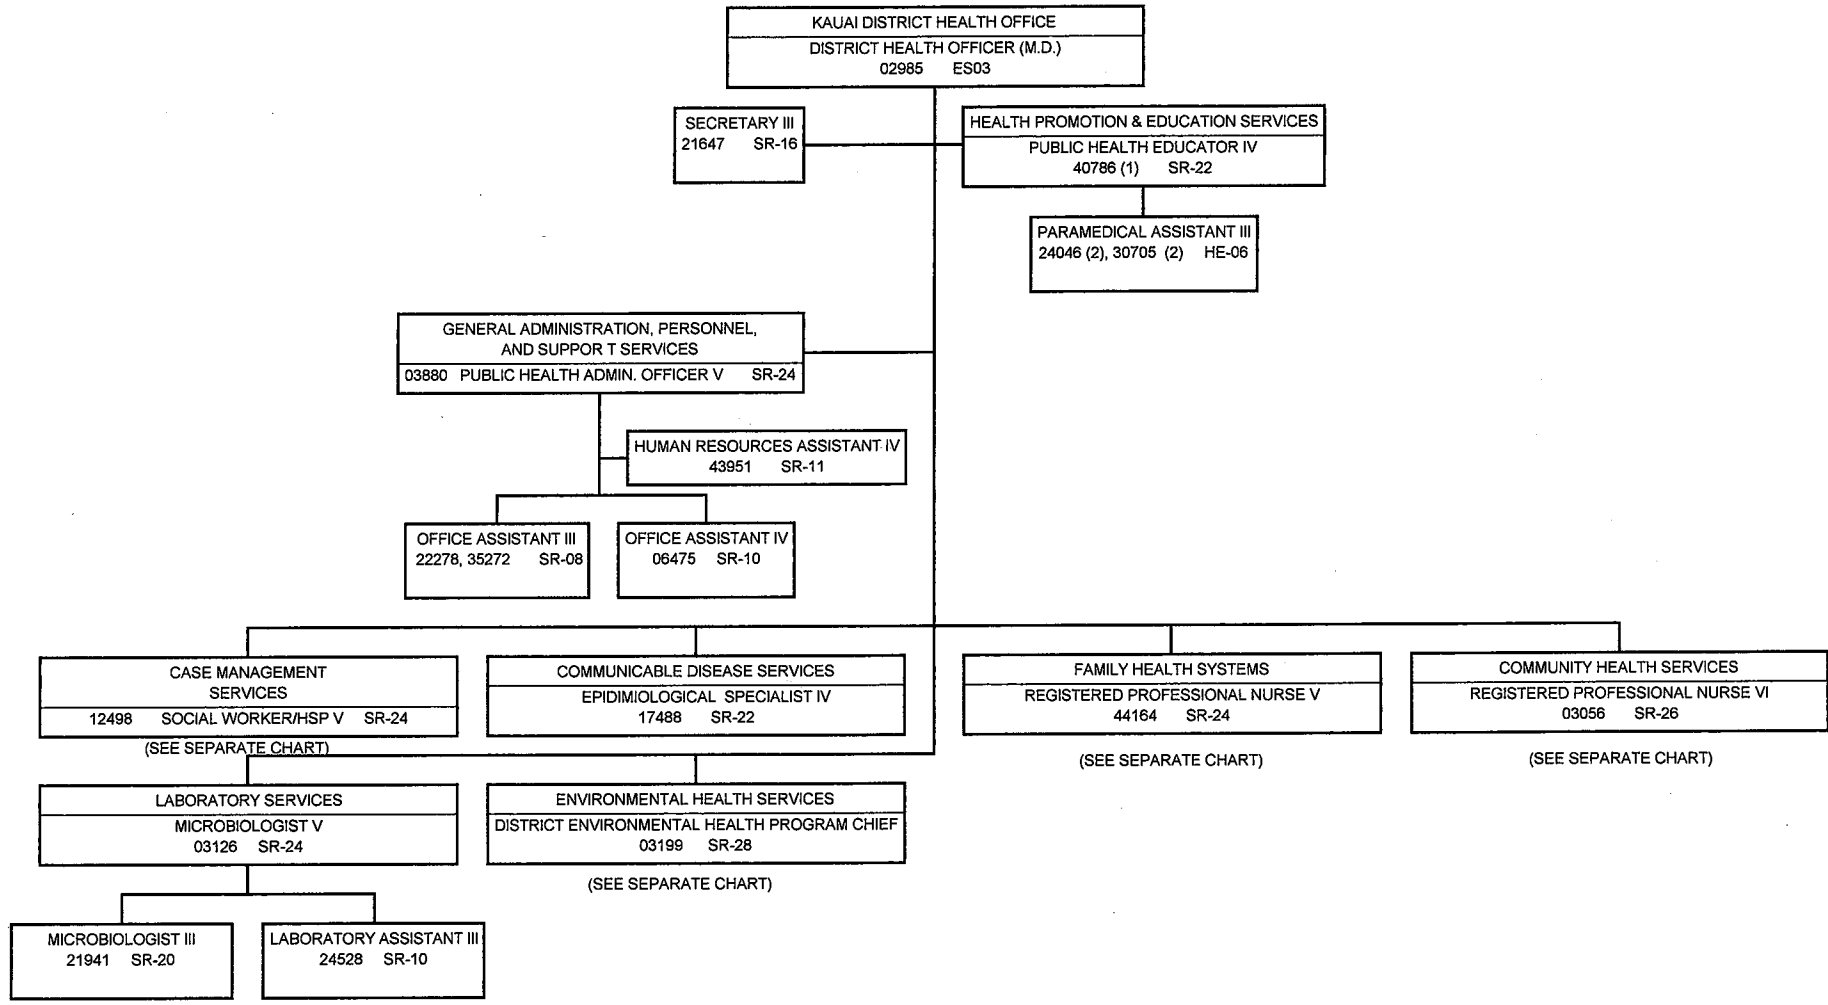 KAUAI DISTRICT HEALTH OFFICE
DISTRICT HEALTH OFFICER (M.D.)
02985 ES03
SECRETARY III
21647 SR-16
HEALTH PROMOTION & EDUCATION SERVICES
PUBLIC HEALTH EDUCATOR IV
40786 (1) SR-22
PARAMEDICAL ASSISTANT III
24046 (2), 30705 (2) HE-06
GENERAL ADMINISTRATION, PERSONNEL,
AND SUPPOR T SERVICES
03880 PUBLIC HEALTH ADMIN. OFFICER V SR-24
HUMAN RESOURCES ASSISTANT IV
43951 SR-11
OFFICE ASSISTANT III
22278, 35272 SR-08
OFFICE ASSISTANT IV
06475 SR-10
CASE MANAGEMENT
SERVICES
12498 SOCIAL WORKER/HSP V SR-24
(SEE SEPARATE CHART)
COMMUNICABLE DISEASE SERVICES
EPIDIMIOLOGICAL SPECIALIST IV
17488 SR-22
FAMILY HEALTH SYSTEMS
REGISTERED PROFESSIONAL NURSE V
44164 SR-24
(SEE SEPARATE CHART)
COMMUNITY HEALTH SERVICES
REGISTERED PROFESSIONAL NURSE VI
03056 SR-26
(SEE SEPARATE CHART)
LABORATORY SERVICES
MICROBIOLOGIST V
03126 SR-24
ENVIRONMENTAL HEALTH SERVICES
DISTRICT ENVIRONMENTAL HEALTH PROGRAM CHIEF
03199 SR-28
(SEE SEPARATE CHART)
MICROBIOLOGIST III
21941 SR-20
LABORATORY ASSISTANT III
24528 SR-10